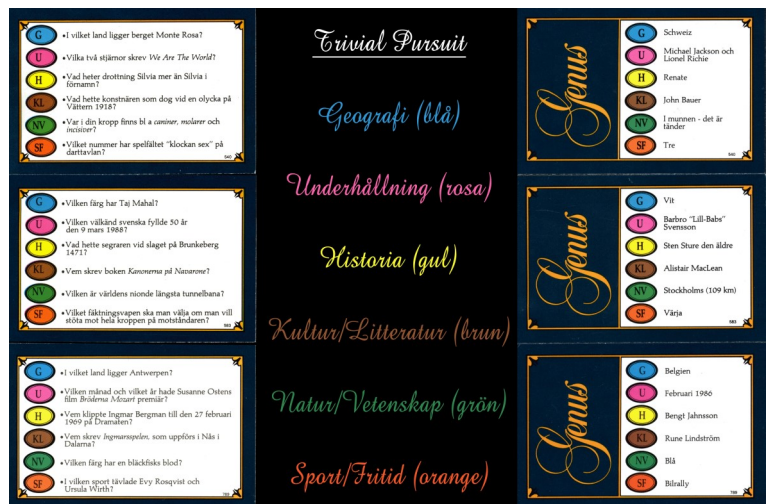 G •I vilket land ligger berget Monte Rosa?
U •Vilka två stjärnor skrev We Are The World?
H •Vad heter drottning Silvia mer än Silvia i
förnamn?
KL •Vad hette konstnären som dog vid en olycka på
Vättern 1918?
NV •Var i din kropp finns bl a caniner, molarer och
incisiver?
SF •Vilket nummer har spelfältet "klockan sex" på
darttavlan?
540
G •Vilken färg har Taj Mahal?
U •Vilken välkänd svenska fyllde 50 år
den 9 mars 1988?
H •Vad hette segraren vid slaget på Brunkeberg
1471?
KL •Vem skrev boken Kanonerna på Navarone?
NV •Vilken är världens nionde längsta tunnelbana?
SF •Vilket fäktningsvapen ska man välja om man vill
stöta mot hela kroppen på motståndaren?
G •I vilket land ligger Antwerpen?
U •Vilken månad och vilket år hade Susanne Ostens
film Bröderna Mozart premiär?
H •Vem klippte Ingmar Bergman till den 27 februari
1969 på Dramaten?
KL •Vem skrev Ingmarsspelen, som uppförs i Nås i
Dalarna?
NV •Vilken färg har en bläckfisks blod?
SF •I vilken sport tävlade Evy Rosqvist och
Ursula Wirth?
Trivial Pursuit
Geografi (blå)
Underhållning (rosa)
Historia (gul)
Kultur/Litteratur (brun)
Natur/Vetenskap (grön)
Sport/Fritid (orange)
Genus
G Schweiz
U Michael Jackson och
Lionel Richie
H Renate
KL John Bauer
NV I munnen - det är
tänder
SF Tre
540
Genus
G Vit
U Barbro "Lill-Babs"
Svensson
H Sten Sture den äldre
KL Alistair MacLean
NV Stockholms (109 km)
SF Värja
Genus
G Belgien
U Februari 1986
H Bengt Jahnsson
KL Rune Lindström
NV Blå
SF Bilrally